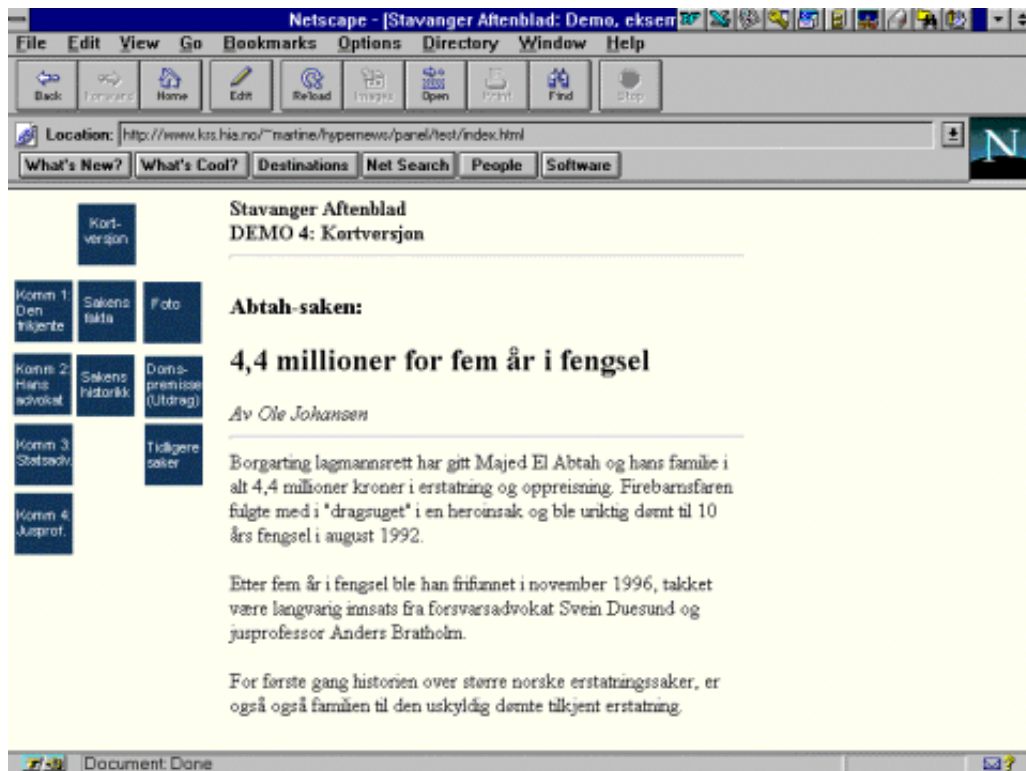 Netscape - [Stavanger Aftenblad: Demo, eksem
File Edit View Go Bookmarks Options Directory Window Help
Back Forward Home Edit Reload Images Open Print Find Stop
Location: http://www.krs.hia.no/~martine/hypernews/panel/test/index.html
N
What's New? What's Cool? Destinations Net Search People Software
Kort-
versjon
Komm 1:
Den
frikjente
Sakens
fakta
Foto
Komm 2:
Hans
advokat
Sakens
historikk
Doms-
premisse
(Utdrag)
Komm 3:
Statsadv.
Tidligere
saker
Komm 4:
Jusprof.
Stavanger Aftenblad
DEMO 4: Kortversjon
Abtah-saken:
4,4 millioner for fem år i fengsel
Av Ole Johansen
Borgarting lagmannsrett har gitt Majed El Abtah og hans familie i
alt 4,4 millioner kroner i erstatning og oppreisning. Firebarnsfaren
fulgte med i "dragsuget" i en heroinsak og ble uriktig dømt til 10
års fengsel i august 1992.
Etter fem år i fengsel ble han frifunnet i november 1996, takket
være langvarig innsats fra forsvarsadvokat Svein Duesund og
jusprofessor Anders Bratholm.
For første gang historien over større norske erstatningssaker, er
også også familien til den uskyldig dømte tilkjent erstatning.
Document: Done